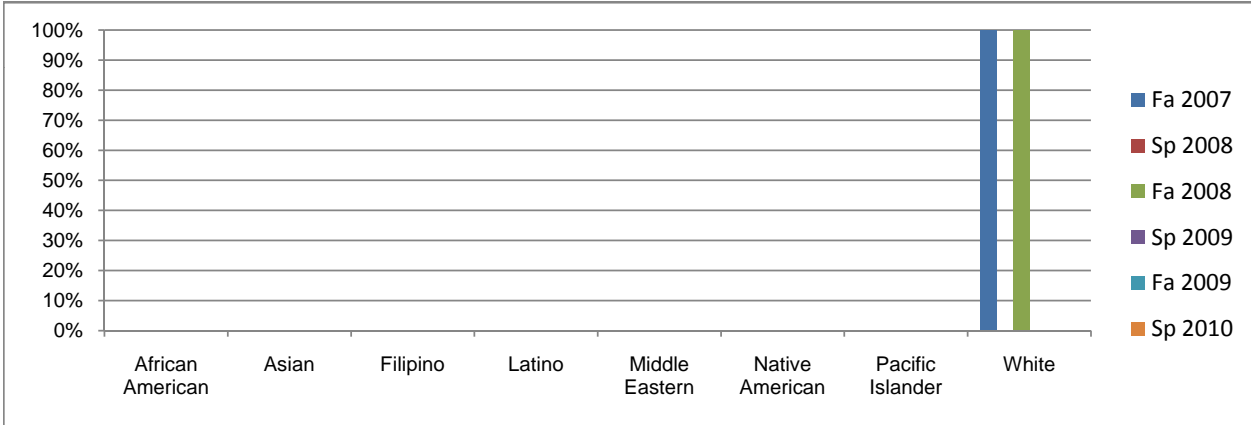 100%
90%
80%
70%
60%
50%
40%
30%
20%
10%
0%
African American
Asian
Filipino
Latino
Middle Eastern
Native American
Pacific Islander
White
Fa 2007
Sp 2008
Fa 2008
Sp 2009
Fa 2009
Sp 2010